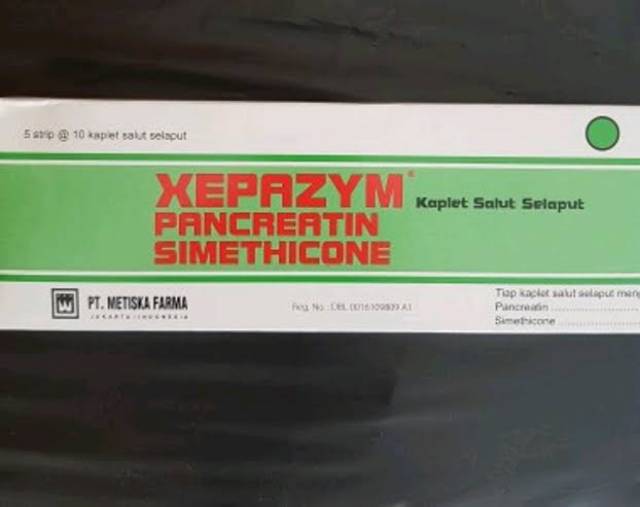 5 strip @ 10 kaplet salut selaput
XEPAZYM® Kaplet Salut Selaput
PANCREATIN
SIMETHICONE
PT. METISKA FARMA
JAKARTA - INDONESIA
Reg. No. : DBL 0016109809 A1
Tiap kaplet salut selaput meng
Pancreatin ....................
Simethicone ....................